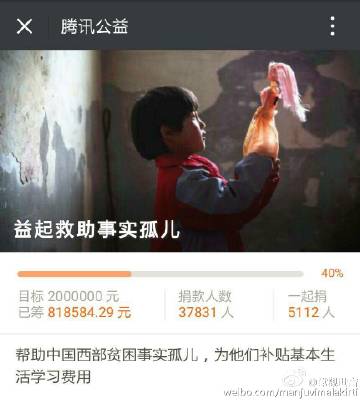 腾讯公益
益起救助事实孤儿
40%
目标 2000000 元
已筹 818584.29 元
捐款人数
37831 人
一起捐
5112 人
帮助中国西部贫困事实孤儿，为他们补贴基本生
活学习费用
weibo.com/manjuvimalakirti